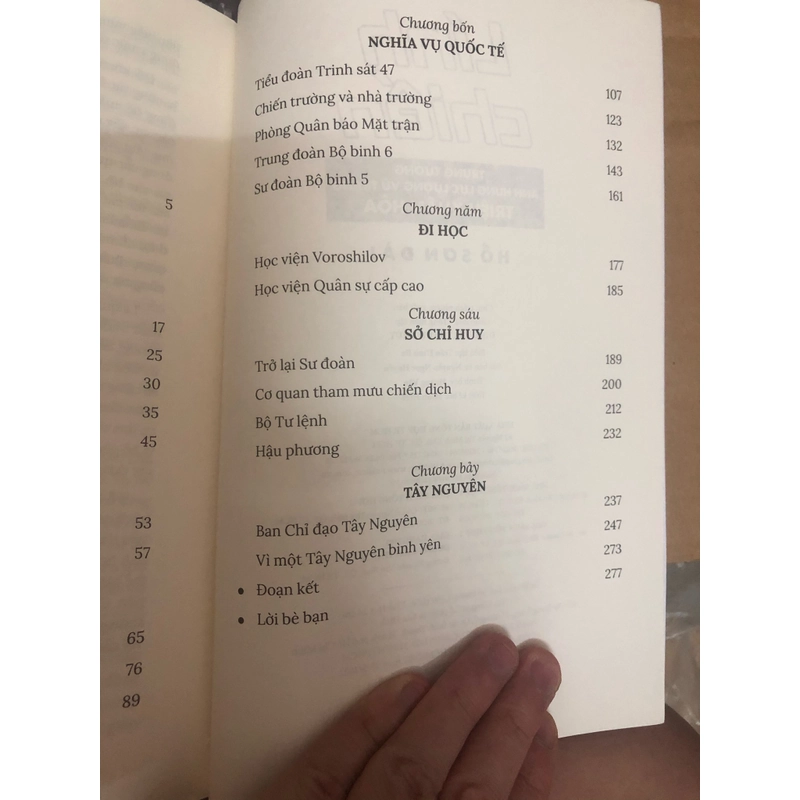 5
17
25
30
35
45
53
57
65
76
89
Chương bốn
NGHĨA VỤ QUỐC TẾ
Tiểu đoàn Trinh sát 47 107
Chiến trường và nhà trường 123
Phòng Quân báo Mặt trận 132
Trung đoàn Bộ binh 6 143
Sư đoàn Bộ binh 5 161
Chương năm
ĐI HỌC
Học viện Voroshilov 177
Học viện Quân sự cấp cao 185
Chương sáu
SỞ CHỈ HUY
Trở lại Sư đoàn 189
Cơ quan tham mưu chiến dịch 200
Bộ Tư lệnh 212
Hậu phương 232
Chương bảy
TÂY NGUYÊN
Ban Chỉ đạo Tây Nguyên 237
Vì một Tây Nguyên bình yên 247
• Đoạn kết 273
• Lời bè bạn 277